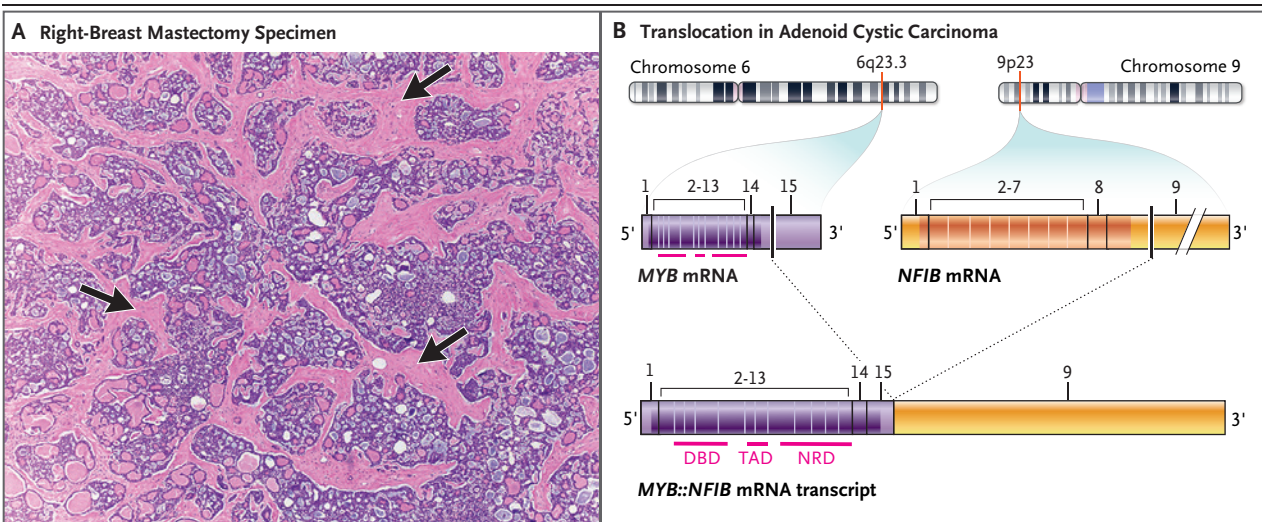 A Right-Breast Mastectomy Specimen
B Translocation in Adenoid Cystic Carcinoma
Chromosome 6
6q23.3
9p23
Chromosome 9
1 2-13 14 15
5' 3'
MYB mRNA
1 2-7 8 9
5' 3'
NFIB mRNA
1 2-13 14 15 9
5' 3'
DBD TAD NRD
MYB::NFIB mRNA transcript